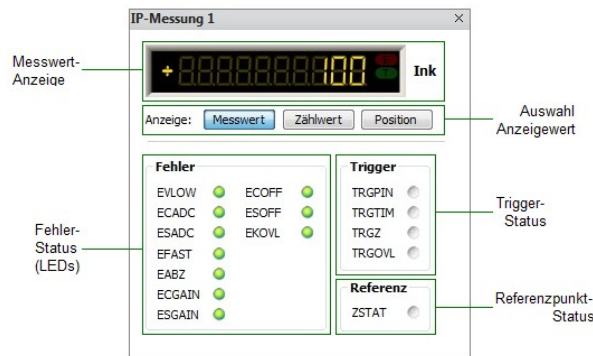 IP-Messung 1
Messwert-
Anzeige
+ 100
Ink
Anzeige: Messwert Zählwert Position
Auswahl
Anzeigewert
Fehler-
Status
(LEDs)
Fehler
EVLOW ECOFF
ECADC ESOFF
ESADC EKOVL
EFAST
EABZ
ECGAIN
ESGAIN
Trigger
TRGPIN
TRGTIM
TRGZ
TRGOVL
Trigger-
Status
Referenz
ZSTAT
Referenzpunkt-
Status